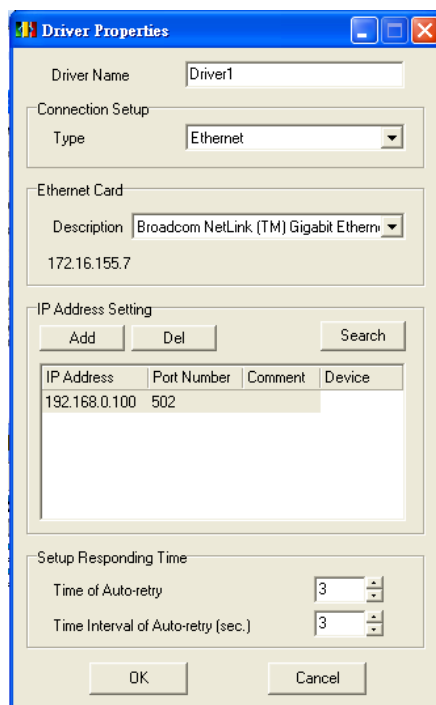 Driver Properties
Driver Name Driver1
Connection Setup
Type Ethernet
Ethernet Card
Description Broadcom NetLink (TM) Gigabit Ethern
172.16.155.7
IP Address Setting
Add Del Search
IP Address Port Number Comment Device
192.168.0.100 502
Setup Responding Time
Time of Auto-retry 3
Time Interval of Auto-retry (sec.) 3
OK Cancel